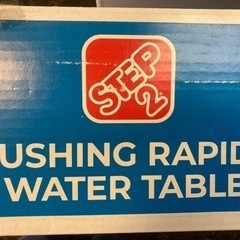 STEP
2
USHING RAPID
WATER TABLE